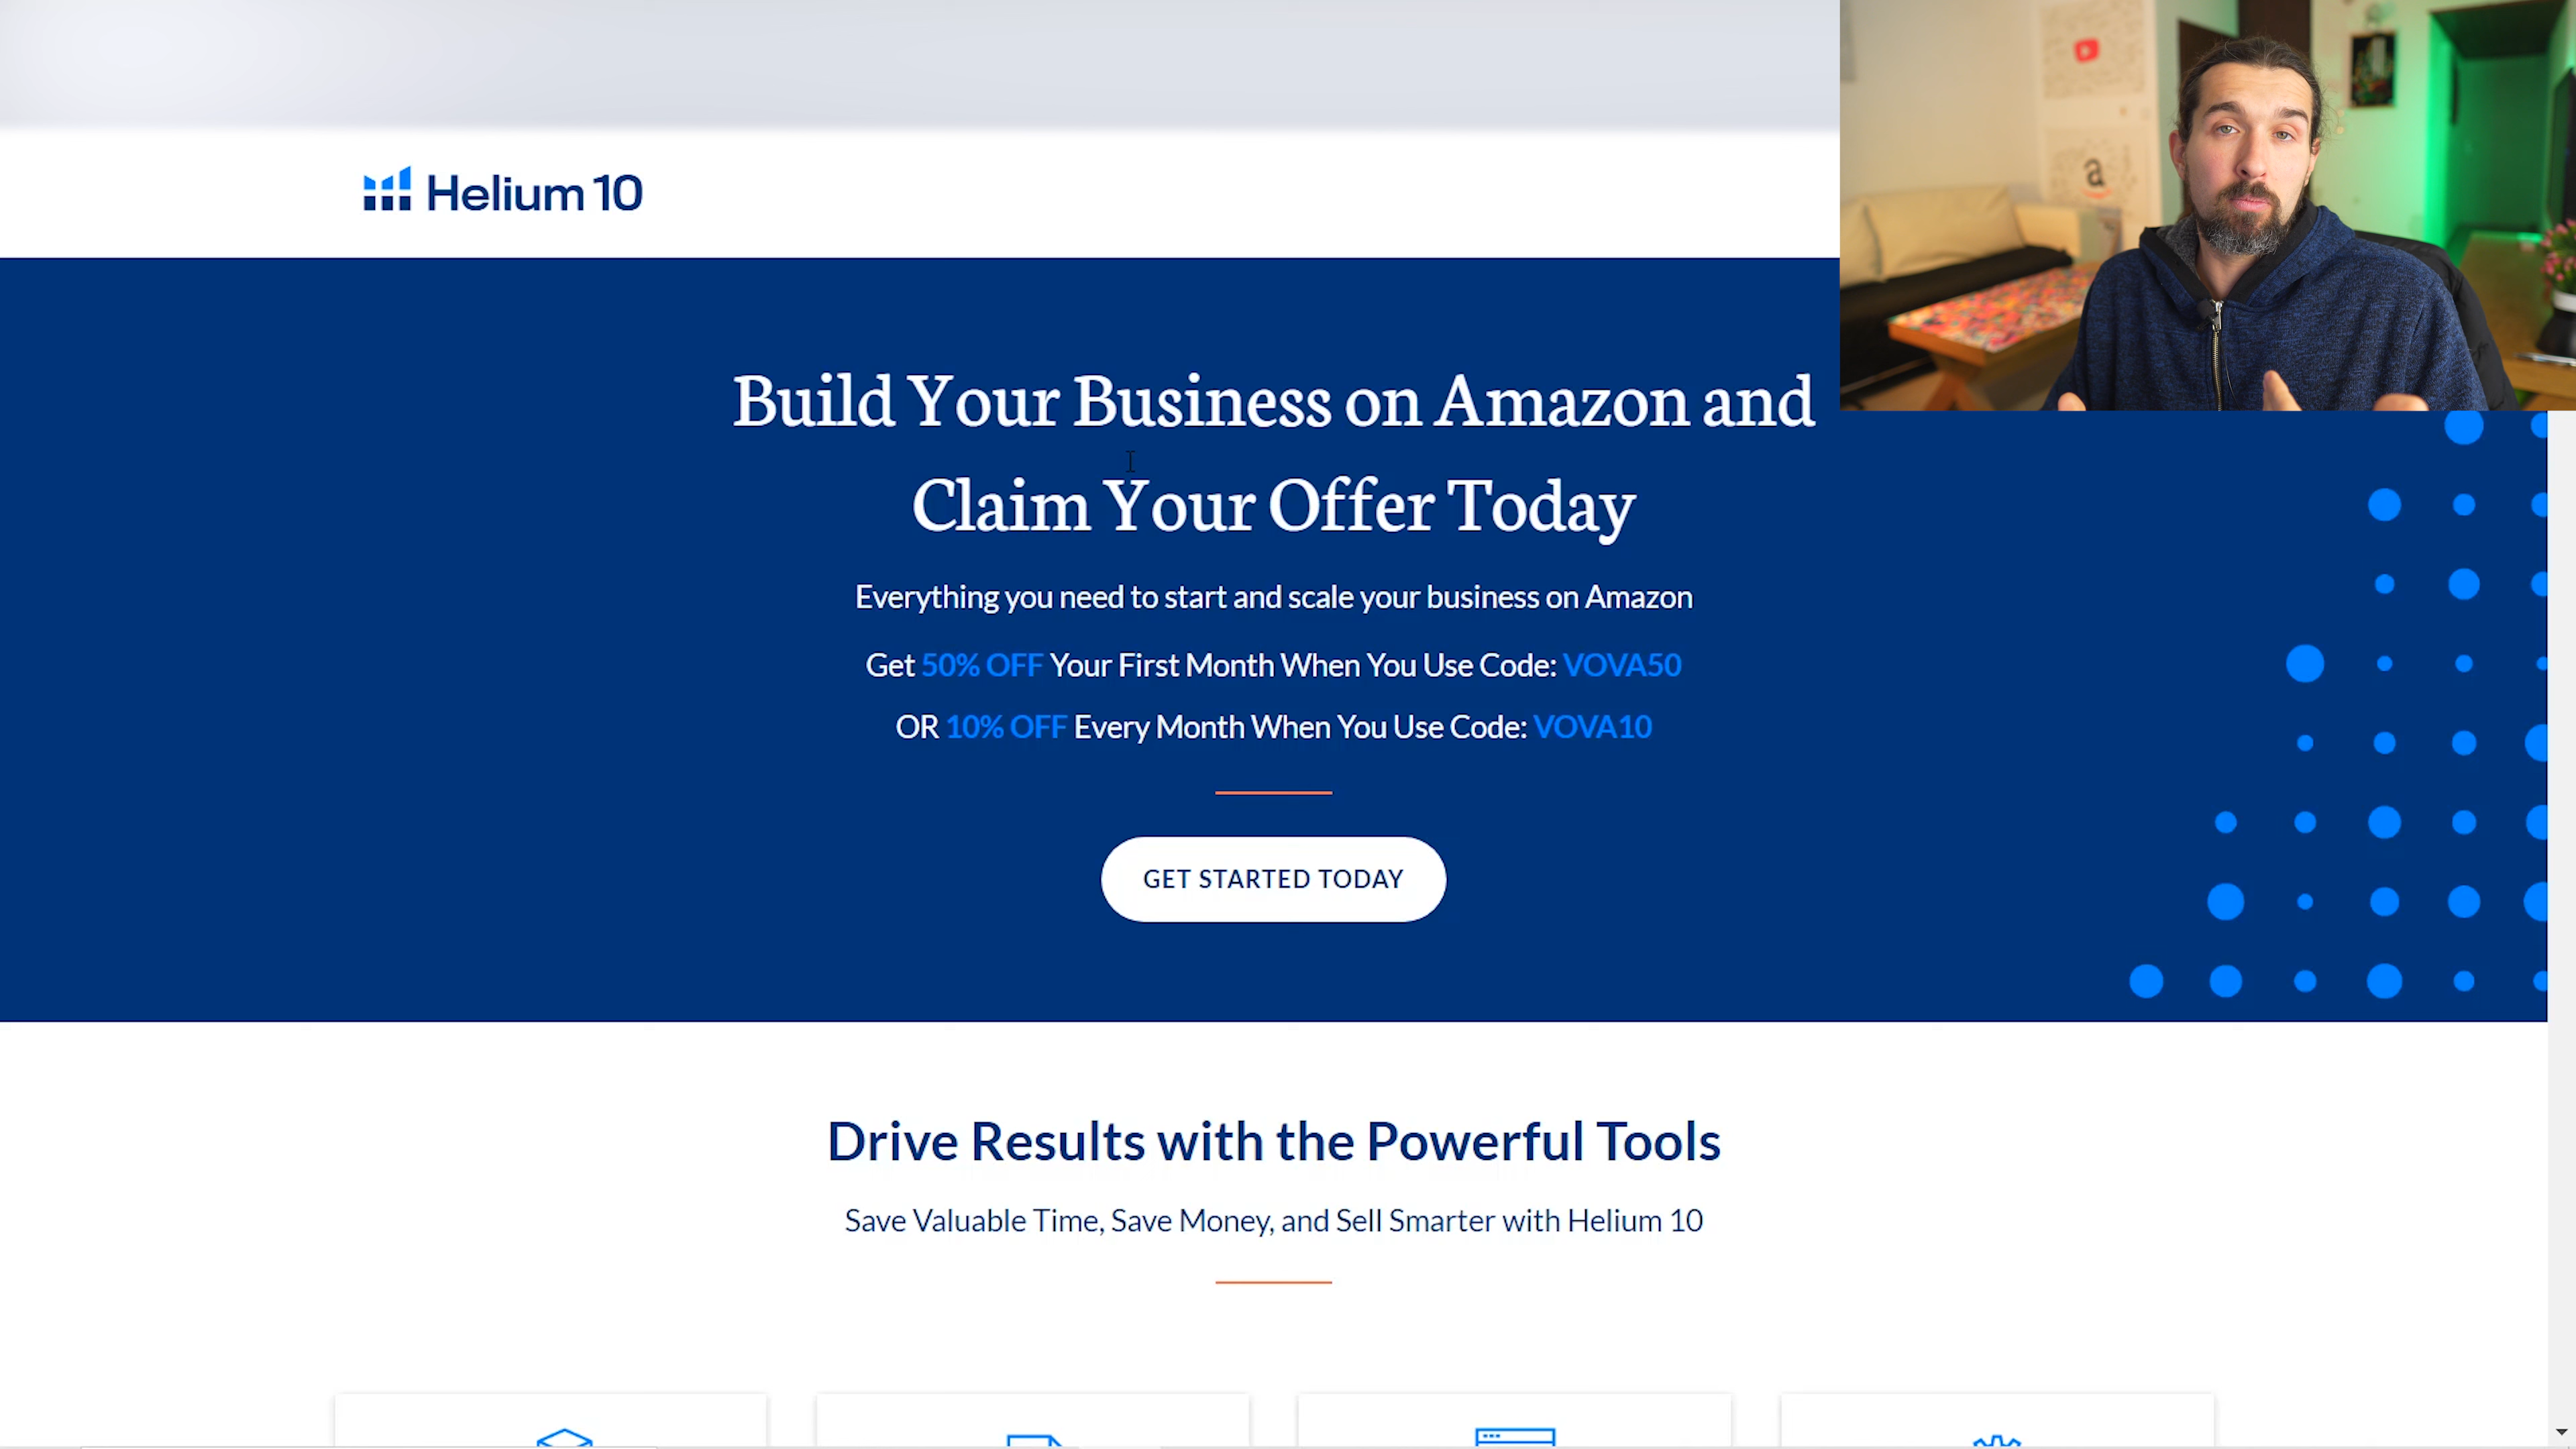 Helium 10
Build Your Business on Amazon and
Claim Your Offer Today
Everything you need to start and scale your business on Amazon
Get 50% OFF Your First Month When You Use Code: VOVA50
OR 10% OFF Every Month When You Use Code: VOVA10
GET STARTED TODAY
Drive Results with the Powerful Tools
Save Valuable Time, Save Money, and Sell Smarter with Helium 10